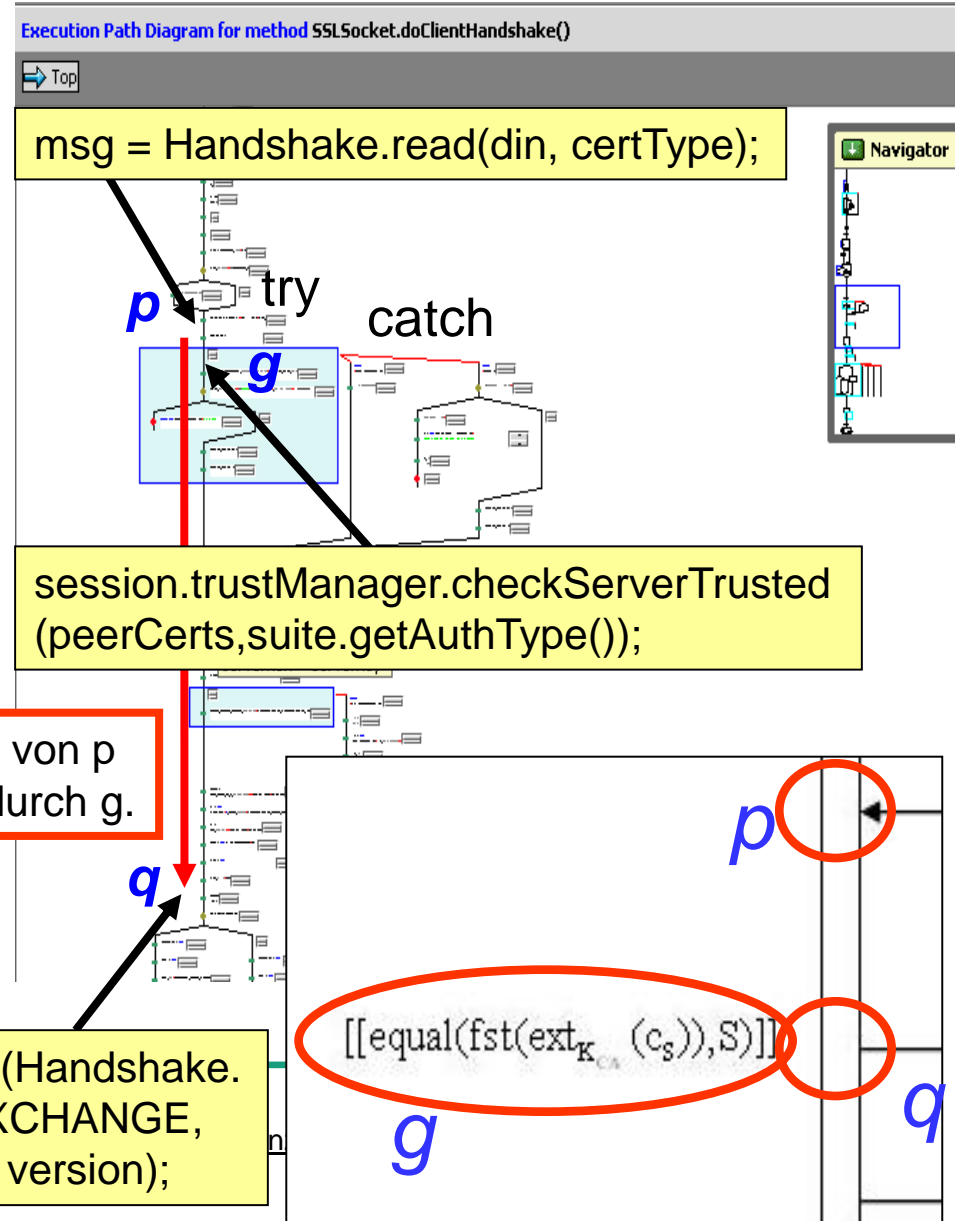 Execution Path Diagram for method SSLSocket.doClientHandshake()
Top
msg = Handshake.read(din, certType);
Navigator
p
try
catch
g
session.trustManager.checkServerTrusted
(peerCerts,suite.getAuthType());
von p
durch g.
q
(Handshake.
XCHANGE,
version);
p
[[equal(fst(ext_K_CA (c_S)),S)]]
g
q